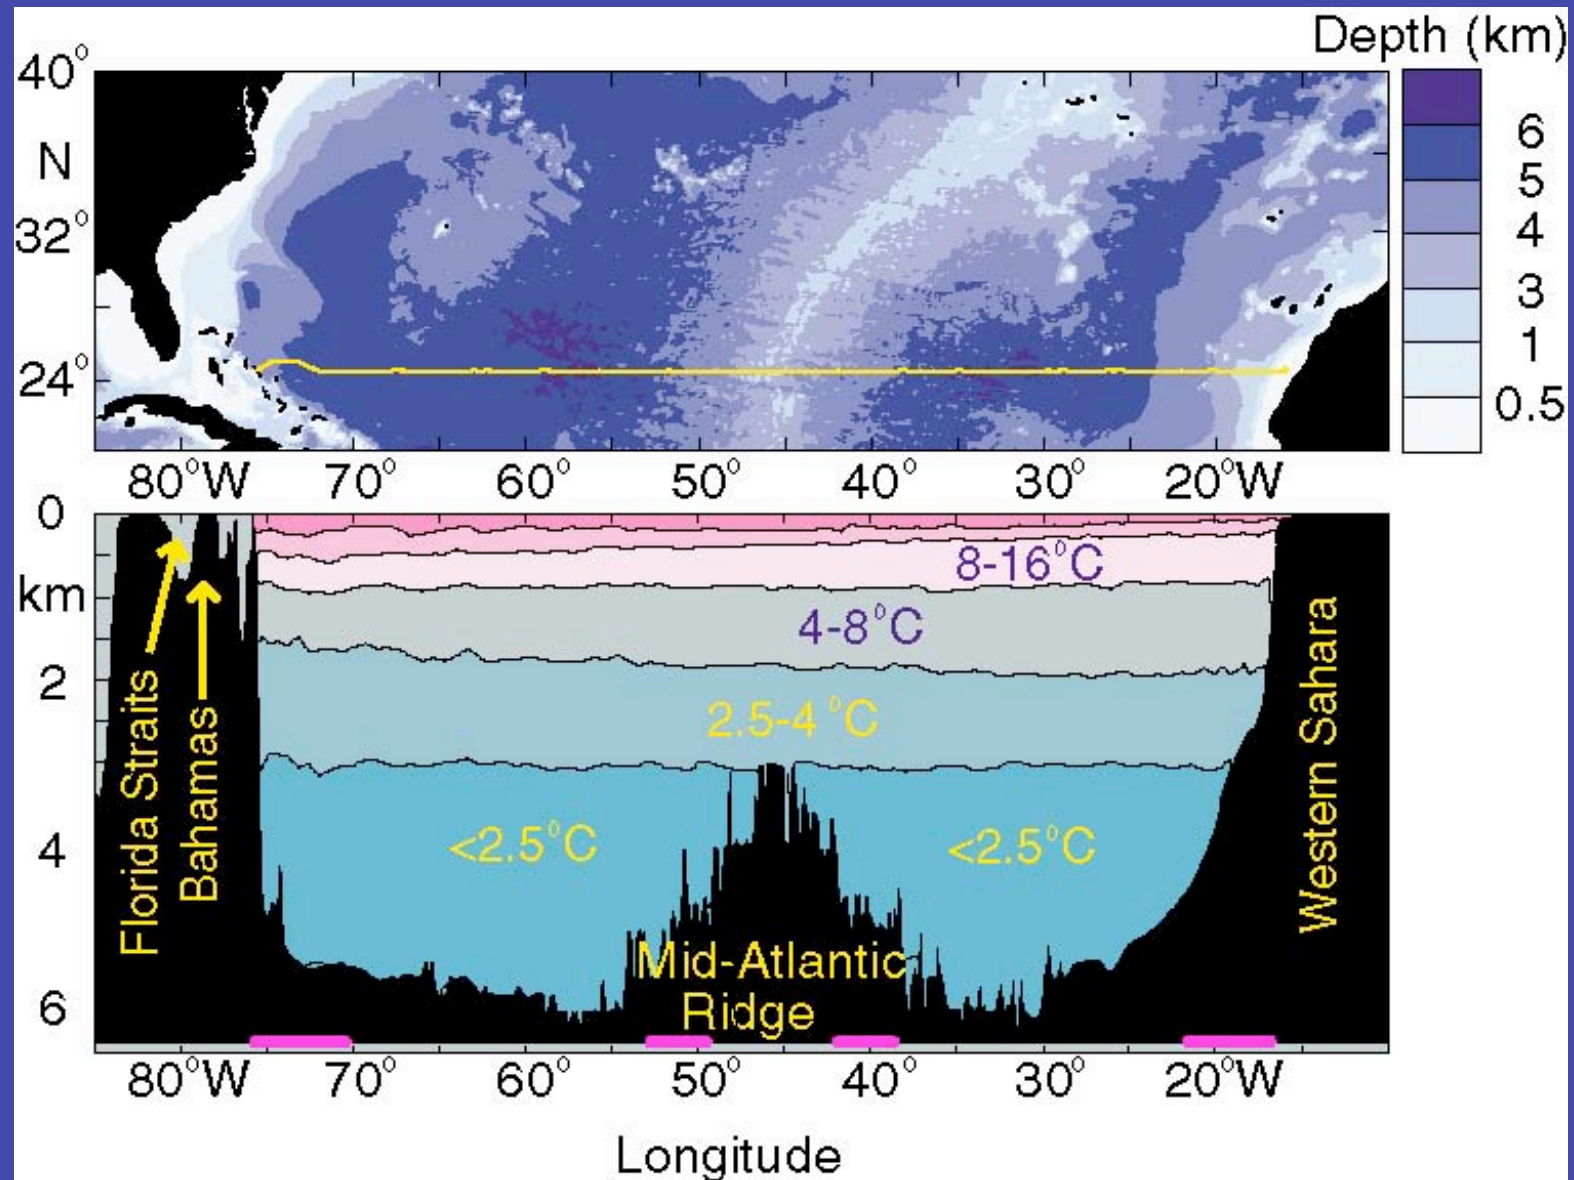 Depth (km)
40°
N
32°
24°
6
5
4
3
1
0.5
80°W 70° 60° 50° 40° 30° 20°W
0
km
2
4
6
8-16°C
4-8°C
2.5-4 °C
<2.5°C <2.5°C
Florida Straits
Bahamas
Western Sahara
Mid-Atlantic
Ridge
80°W 70° 60° 50° 40° 30° 20°W
Longitude